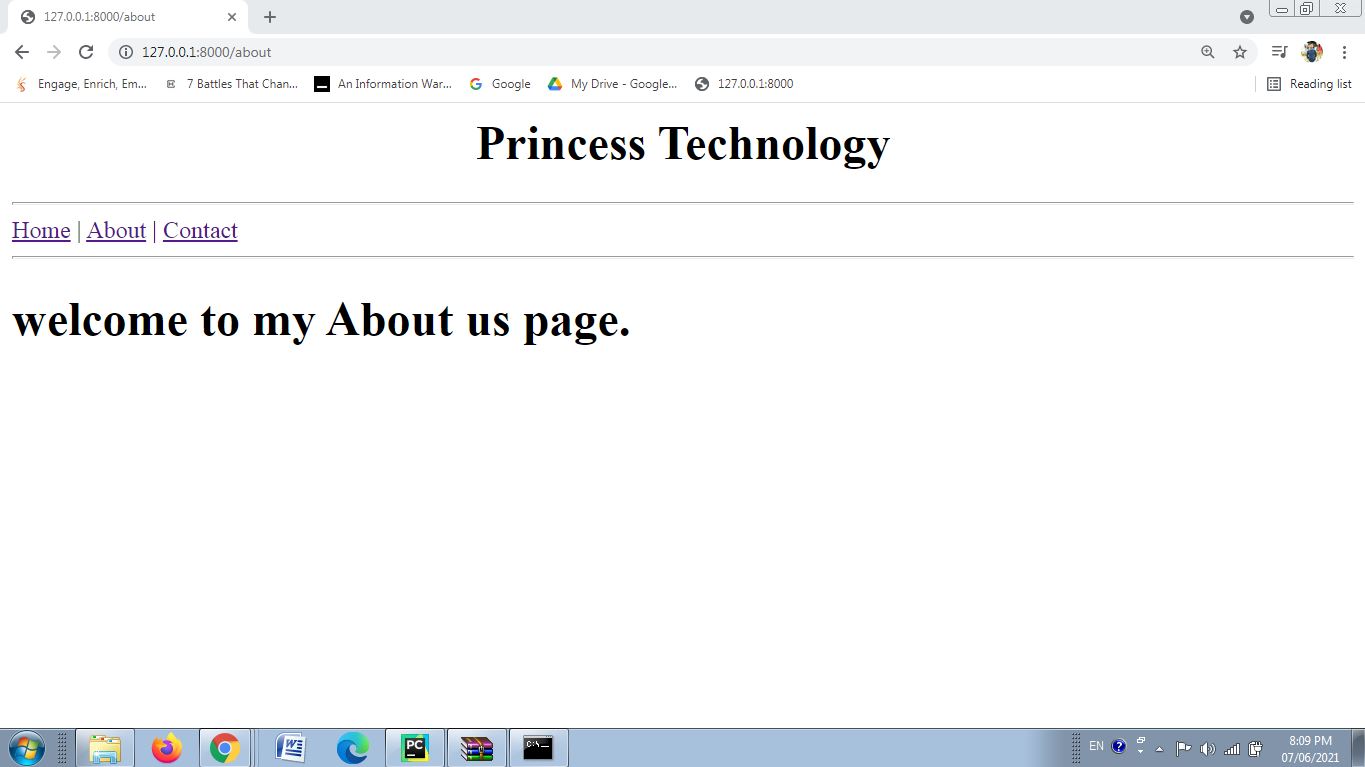 127.0.0.1:8000/about
127.0.0.1:8000/about
Engage, Enrich, Em... 7 Battles That Chan... An Information War... Google My Drive - Google... 127.0.0.1:8000 Reading list
Princess Technology
Home | About | Contact
welcome to my About us page.
PC
C:\
EN
8:09 PM
07/06/2021